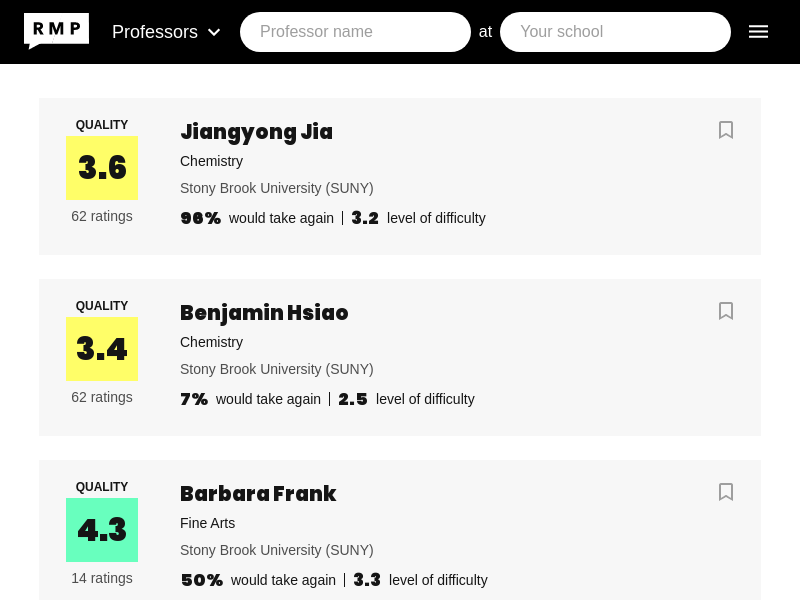 RMP Professors Professor name at Your school
QUALITY
3.6
62 ratings
Jiangyong Jia
Chemistry
Stony Brook University (SUNY)
96% would take again | 3.2 level of difficulty
QUALITY
3.4
62 ratings
Benjamin Hsiao
Chemistry
Stony Brook University (SUNY)
7% would take again | 2.5 level of difficulty
QUALITY
4.3
14 ratings
Barbara Frank
Fine Arts
Stony Brook University (SUNY)
50% would take again | 3.3 level of difficulty